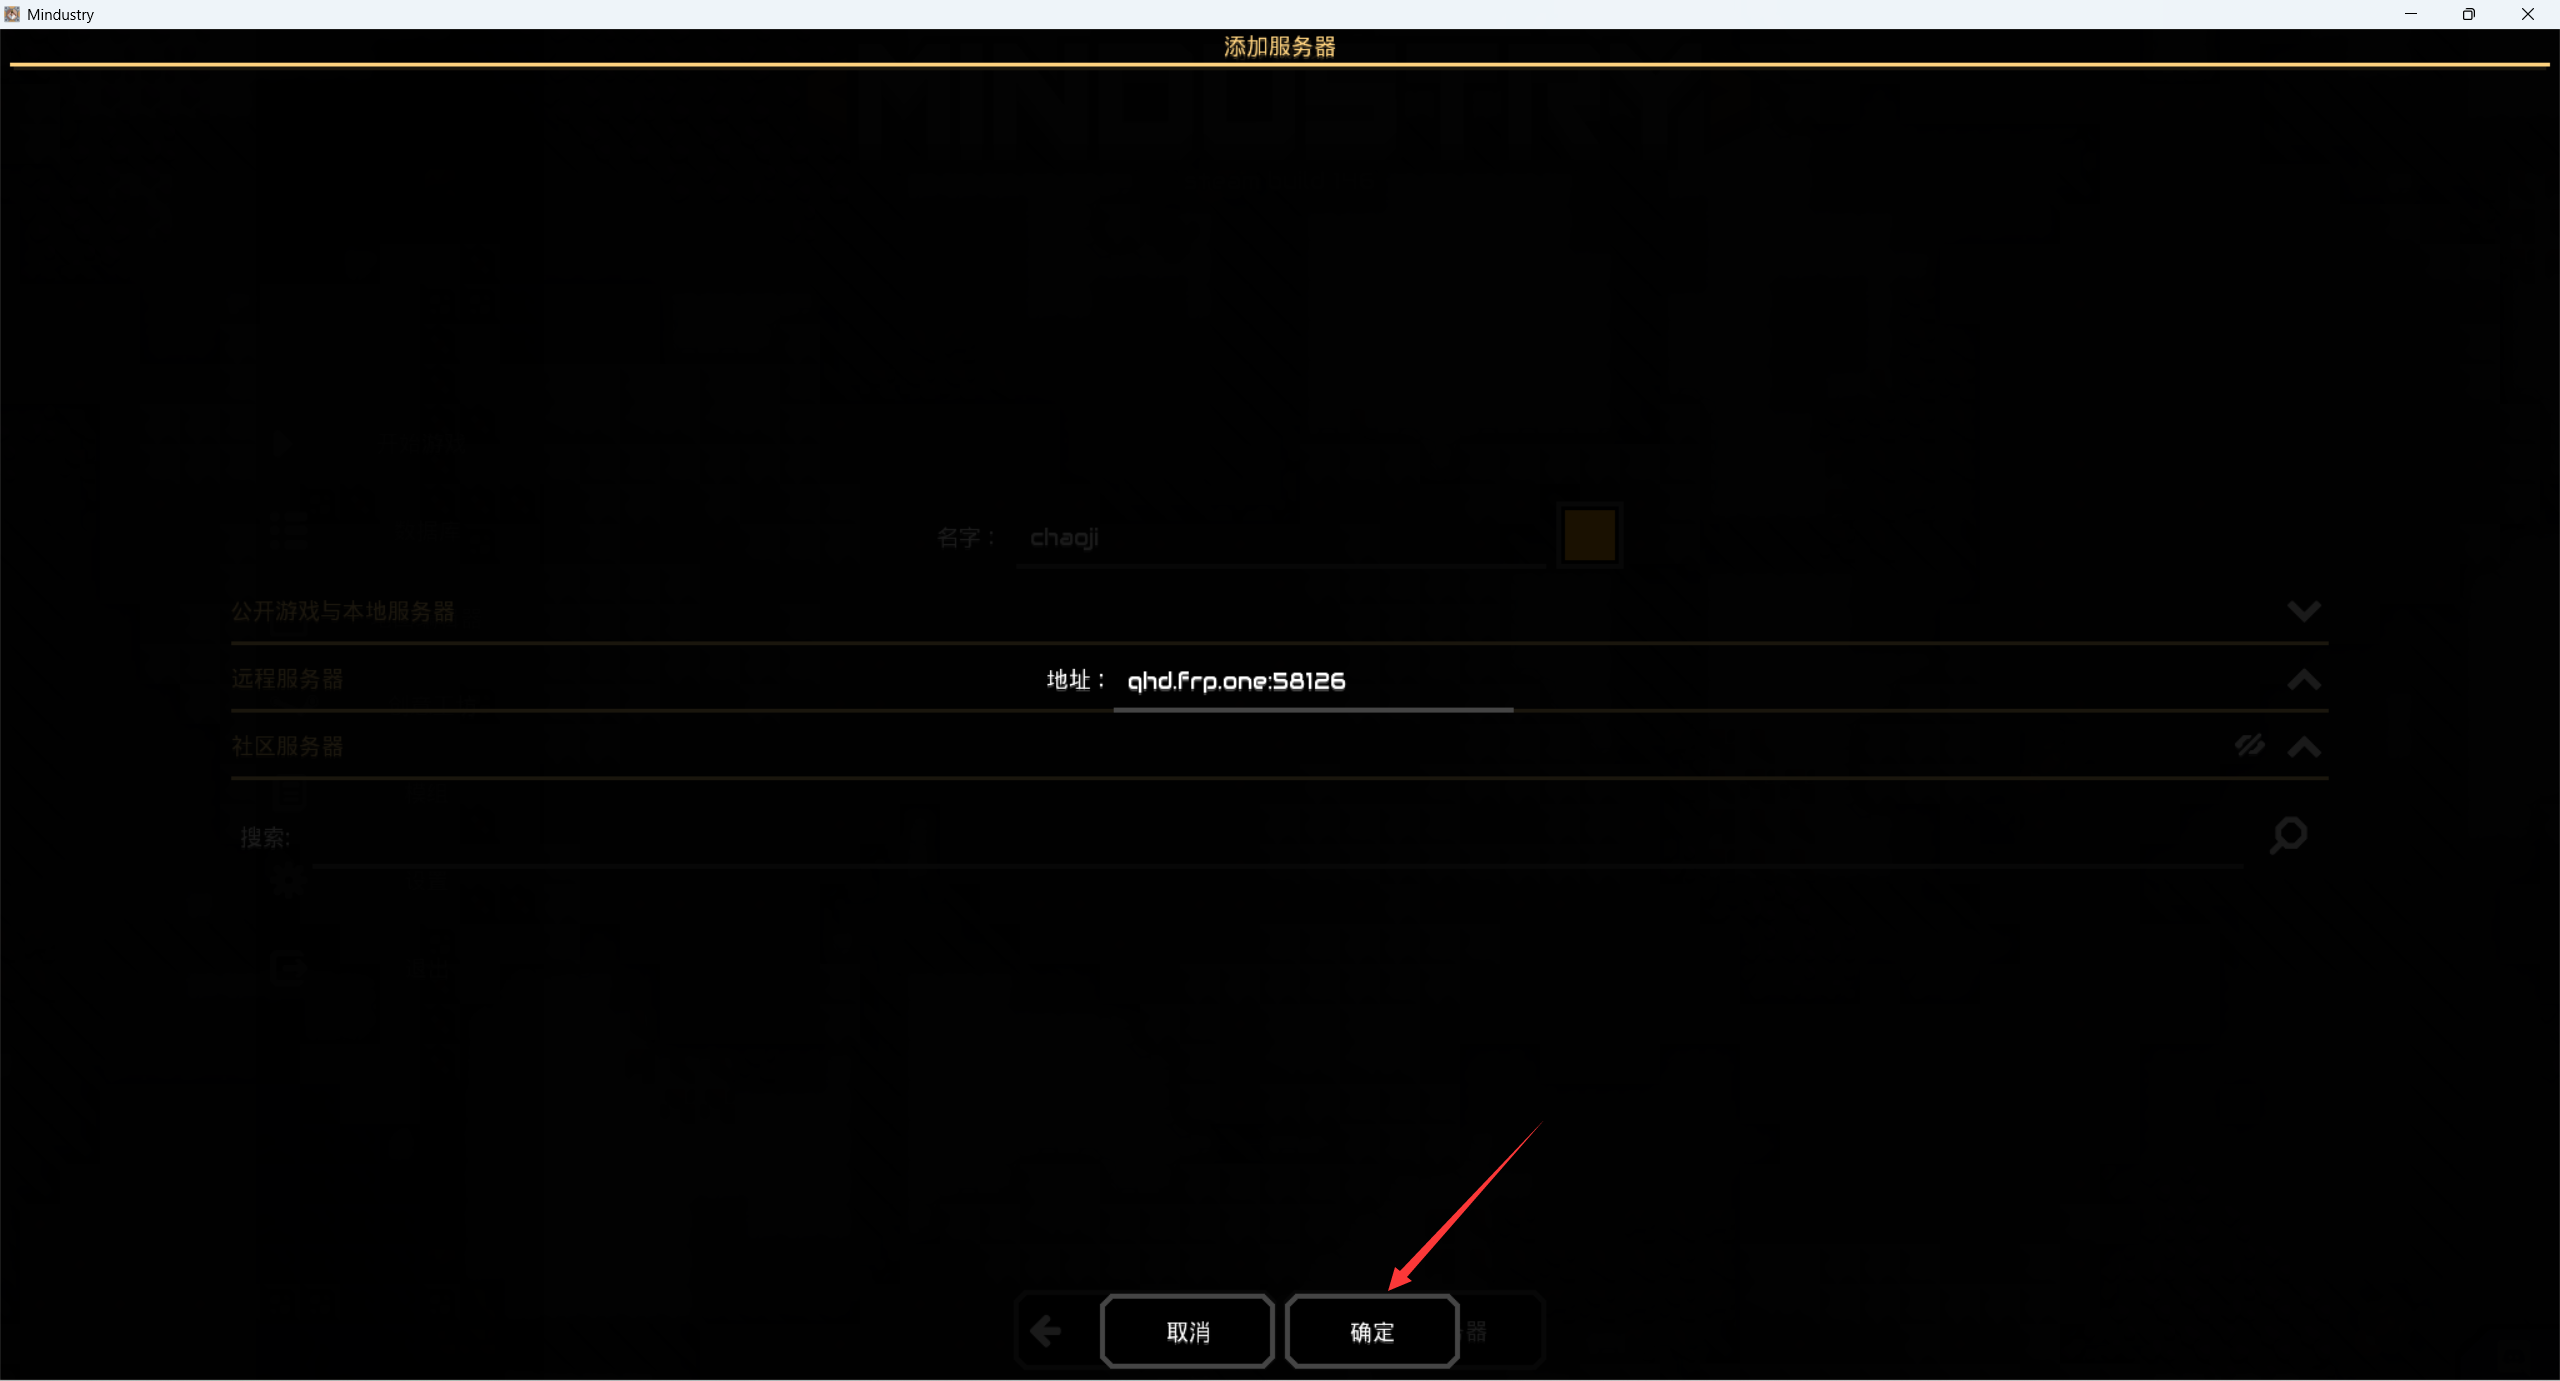 Mindustry
添加服务器
名字：
chaoji
公开游戏与本地服务器
远程服务器
地址：
qhd.frp.one:58126
社区服务器
搜索:
取消
确定
器